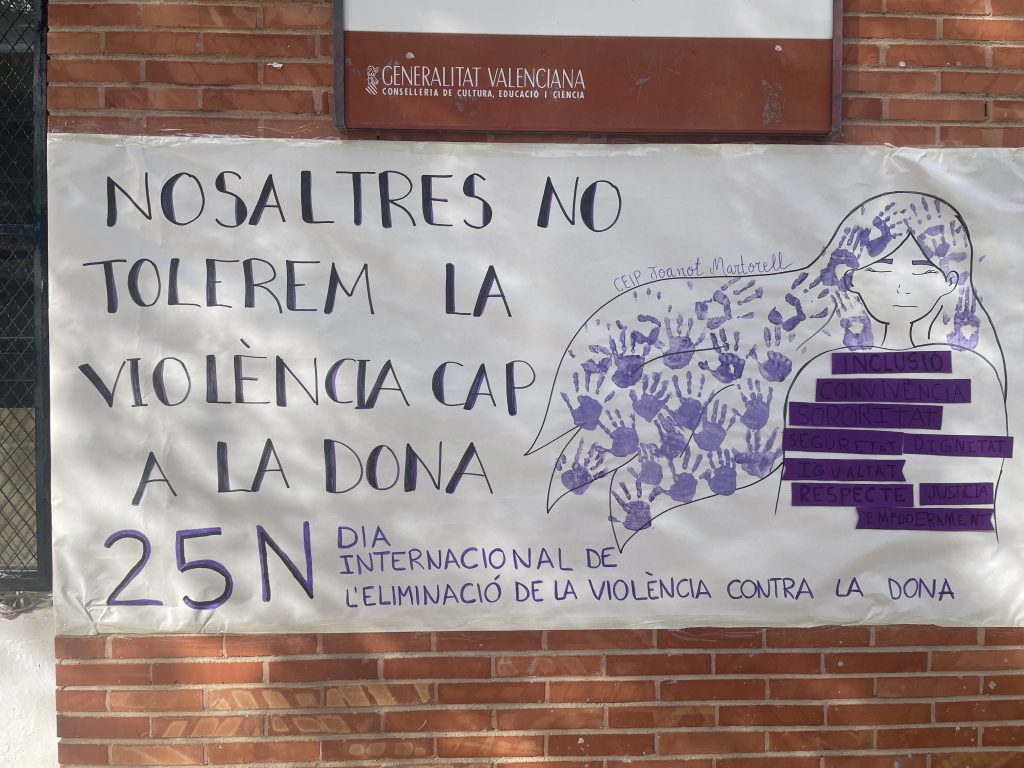 GENERALITAT VALENCIANA
CONSELLERIA DE CULTURA, EDUCACIÓ I CIÈNCIA
NOSALTRES NO
TOLEREM LA
VIOLÈNCIA CAP
A LA DONA
25N
DIA
INTERNACIONAL DE
L'ELIMINACIÓ DE LA VIOLÈNCIA CONTRA LA DONA
CEIP Joanot Martorell
INCLUSIÓ
CONVIVÈNCIA
SORORITAT
SEGURETAT DIGNITAT
IGUALTAT
RESPECTE JUSTÍCIA
EMPODERAMENT